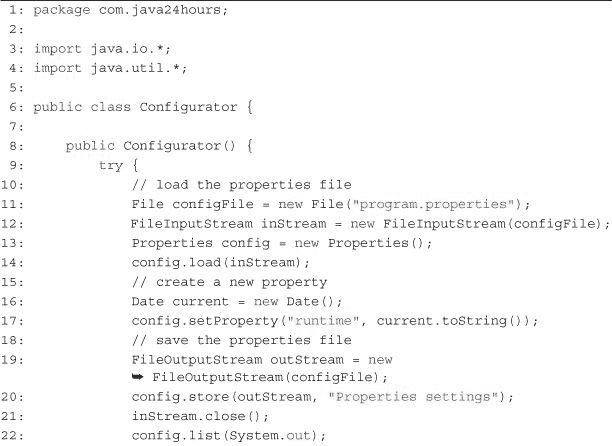 1: package com.java24hours;
2:
3: import java.io.*;
4: import java.util.*;
5:
6: public class Configurator {
7:
8:     public Configurator() {
9:         try {
10:             // load the properties file
11:             File configFile = new File("program.properties");
12:             FileInputStream inStream = new FileInputStream(configFile);
13:             Properties config = new Properties();
14:             config.load(inStream);
15:             // create a new property
16:             Date current = new Date();
17:             config.setProperty("runtime", current.toString());
18:             // save the properties file
19:             FileOutputStream outStream = new
➥ FileOutputStream(configFile);
20:             config.store(outStream, "Properties settings");
21:             inStream.close();
22:             config.list(System.out);